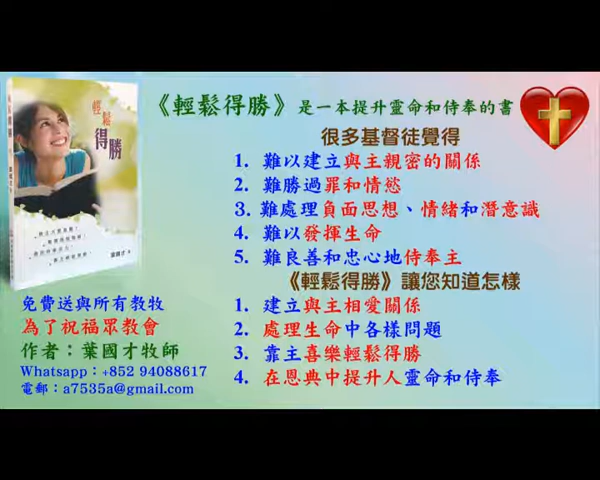 《輕鬆得勝》是一本提升靈命和侍奉的書
很多基督徒覺得
1. 難以建立與主親密的關係
2. 難勝過罪和情慾
3. 難處理負面思想、情緒和潛意識
4. 難以發揮生命
5. 難良善和忠心地侍奉主
《輕鬆得勝》讓您知道怎樣
1. 建立與主相愛關係
2. 處理生命中各樣問題
3. 靠主喜樂輕鬆得勝
4. 在恩典中提升人靈命和侍奉
輕鬆
得勝
免費送與所有教牧
為了祝福眾教會
作者：葉國才牧師
Whatsapp：+852 94088617
電郵：a7535a@gmail.com